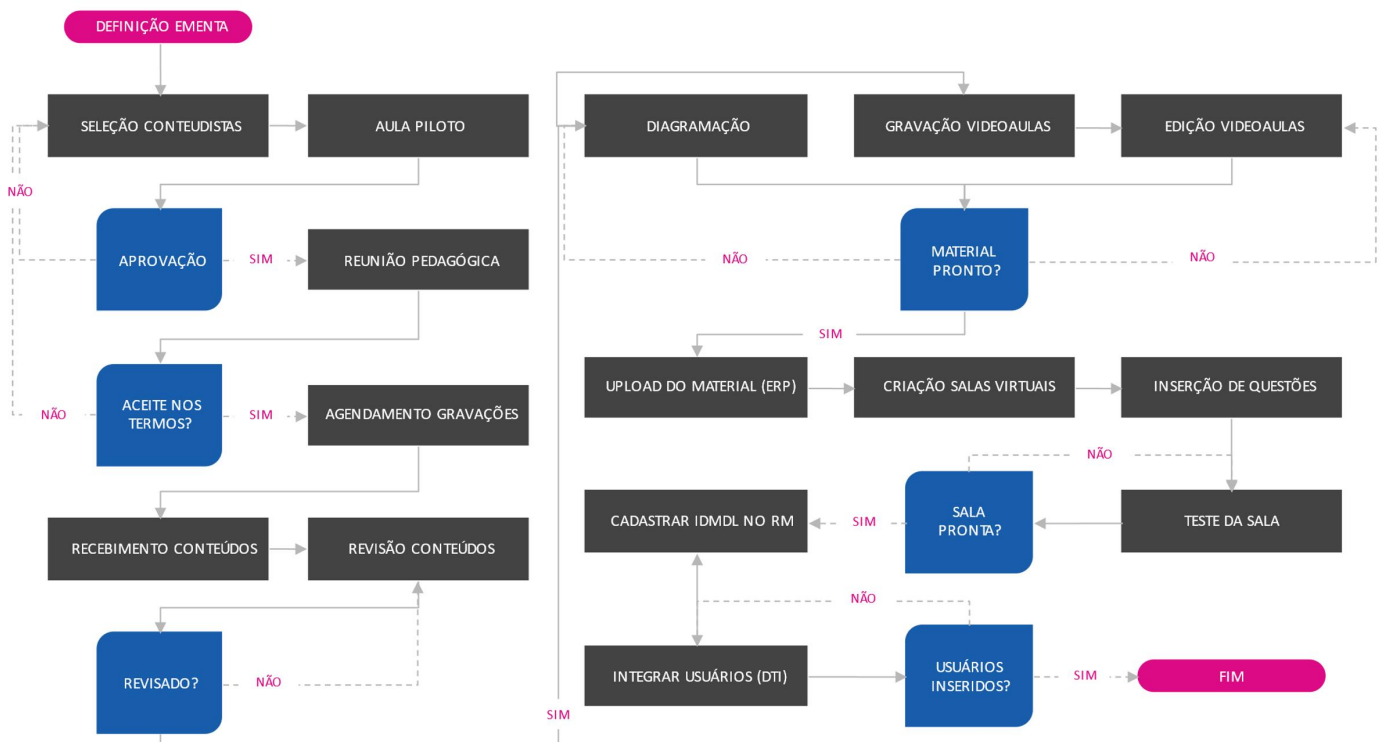 DEFINIÇÃO EMENTA
SELEÇÃO CONTEUDISTAS
AULA PILOTO
NÃO
APROVAÇÃO
SIM
REUNIÃO PEDAGÓGICA
NÃO
ACEITE NOS
TERMOS?
SIM
AGENDAMENTO GRAVAÇÕES
RECEBIMENTO CONTEÚDOS
REVISÃO CONTEÚDOS
REVISADO?
NÃO
SIM
DIAGRAMAÇÃO
GRAVAÇÃO VIDEOAULAS
EDIÇÃO VIDEOAULAS
NÃO
MATERIAL
PRONTO?
NÃO
SIM
UPLOAD DO MATERIAL (ERP)
CRIAÇÃO SALAS VIRTUAIS
INSERÇÃO DE QUESTÕES
NÃO
CADASTRAR IDMDL NO RM
SIM
SALA
PRONTA?
TESTE DA SALA
NÃO
INTEGRAR USUÁRIOS (DTI)
USUÁRIOS
INSERIDOS?
SIM
FIM